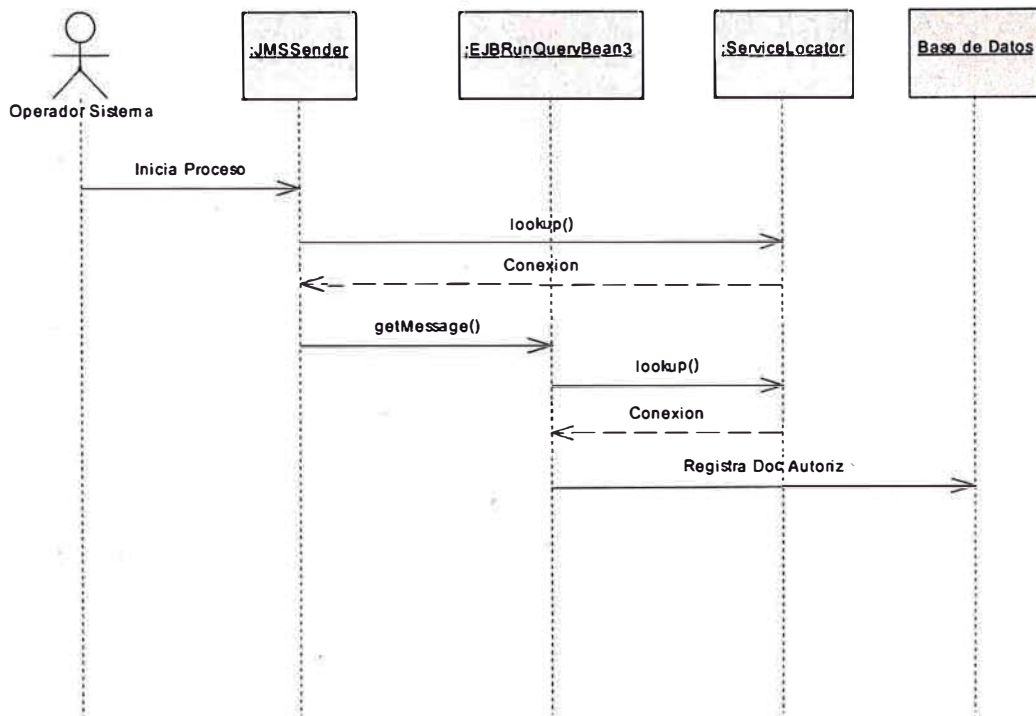 :JMSSender
:EJBRunQueryBean3
:ServiceLocator
Base de Datos
Operador Sistema
Inicia Proceso
lookup()
Conexion
getMessage()
lookup()
Conexion
Registra Doc Autoriz